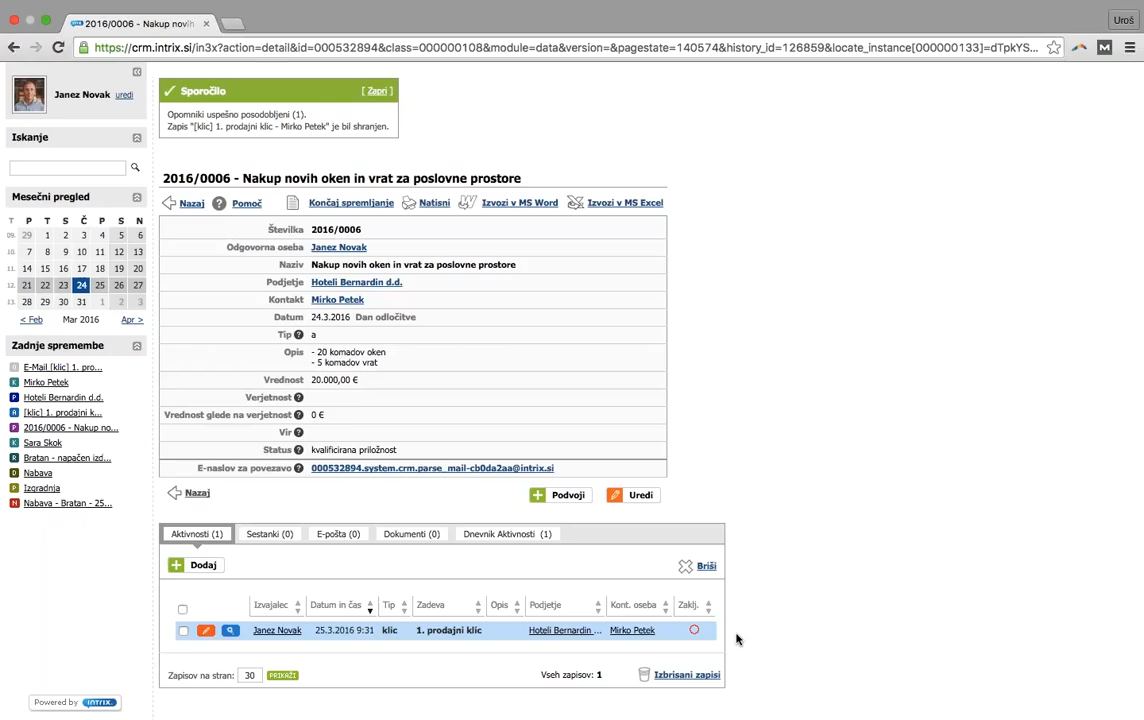 2016/0006 - Nakup novih
Uroš
https://crm.intrix.si/in3x?action=detail&id=000532894&class=000000108&module=data&version=&pagestate=140574&history_id=126859&locate_instance[000000133]=dTpkYS...
Janez Novak uredi
Iskanje
Mesečni pregled
T P T S Č P S N
09. 29 1 2 3 4 5 6
10. 7 8 9 10 11 12 13
11. 14 15 16 17 18 19 20
12. 21 22 23 24 25 26 27
13. 28 29 30 31 1 2 3
< Feb Mar 2016 Apr >
Zadnje spremembe
E-Mail [klic] 1. pro...
K Mirko Petek
P Hoteli Bernardin d.d.
A [klic] 1. prodajni k...
P 2016/0006 - Nakup no...
K Sara Skok
R Bratan - napačen izd...
D Nabava
P Izgradnja
N Nabava - Bratan - 25...
Powered by INTRIX
Sporočilo [ Zapri ]
Opomniki uspešno posodobljeni (1).
Zapis "[klic] 1. prodajni klic - Mirko Petek" je bil shranjen.
2016/0006 - Nakup novih oken in vrat za poslovne prostore
Nazaj ? Pomoč Končaj spremljanje Natisni Izvozi v MS Word Izvozi v MS Excel
Številka 2016/0006
Odgovorna oseba Janez Novak
Naziv Nakup novih oken in vrat za poslovne prostore
Podjetje Hoteli Bernardin d.d.
Kontakt Mirko Petek
Datum 24.3.2016 Dan odločitve
Tip ? a
Opis - 20 komadov oken
- 5 komadov vrat
Vrednost 20.000,00 €
Verjetnost ?
Vrednost glede na verjetnost ? 0 €
Vir ?
Status ? kvalificirana priložnost
E-naslov za povezavo ? 000532894.system.crm.parse_mail-cb0da2aa@intrix.si
Nazaj Podvoji Uredi
Aktivnosti (1) Sestanki (0) E-pošta (0) Dokumenti (0) Dnevnik Aktivnosti (1)
Dodaj Briši
Izvajalec Datum in čas Tip Zadeva Opis Podjetje Kont. oseba Zaklj.
Janez Novak 25.3.2016 9:31 klic 1. prodajni klic Hoteli Bernardin ... Mirko Petek
Zapisov na stran: 30 PRIKAŽI Vseh zapisov: 1 Izbrisani zapisi